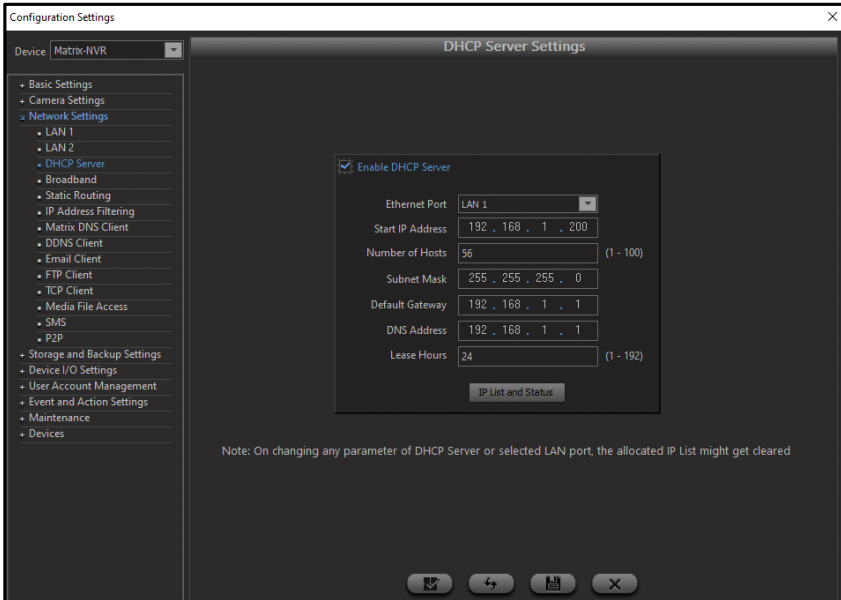 Configuration Settings
Device Matrix-NVR
DHCP Server Settings
+ Basic Settings
+ Camera Settings
Network Settings
LAN 1
LAN 2
DHCP Server
Broadband
Static Routing
IP Address Filtering
Matrix DNS Client
DDNS Client
Email Client
FTP Client
TCP Client
Media File Access
SMS
P2P
+ Storage and Backup Settings
+ Device I/O Settings
+ User Account Management
+ Event and Action Settings
+ Maintenance
+ Devices
Enable DHCP Server
Ethernet Port LAN 1
Start IP Address 192 . 168 . 1 . 200
Number of Hosts 56 (1 - 100)
Subnet Mask 255 . 255 . 255 . 0
Default Gateway 192 . 168 . 1 . 1
DNS Address 192 . 168 . 1 . 1
Lease Hours 24 (1 - 192)
IP List and Status
Note: On changing any parameter of DHCP Server or selected LAN port, the allocated IP List might get cleared